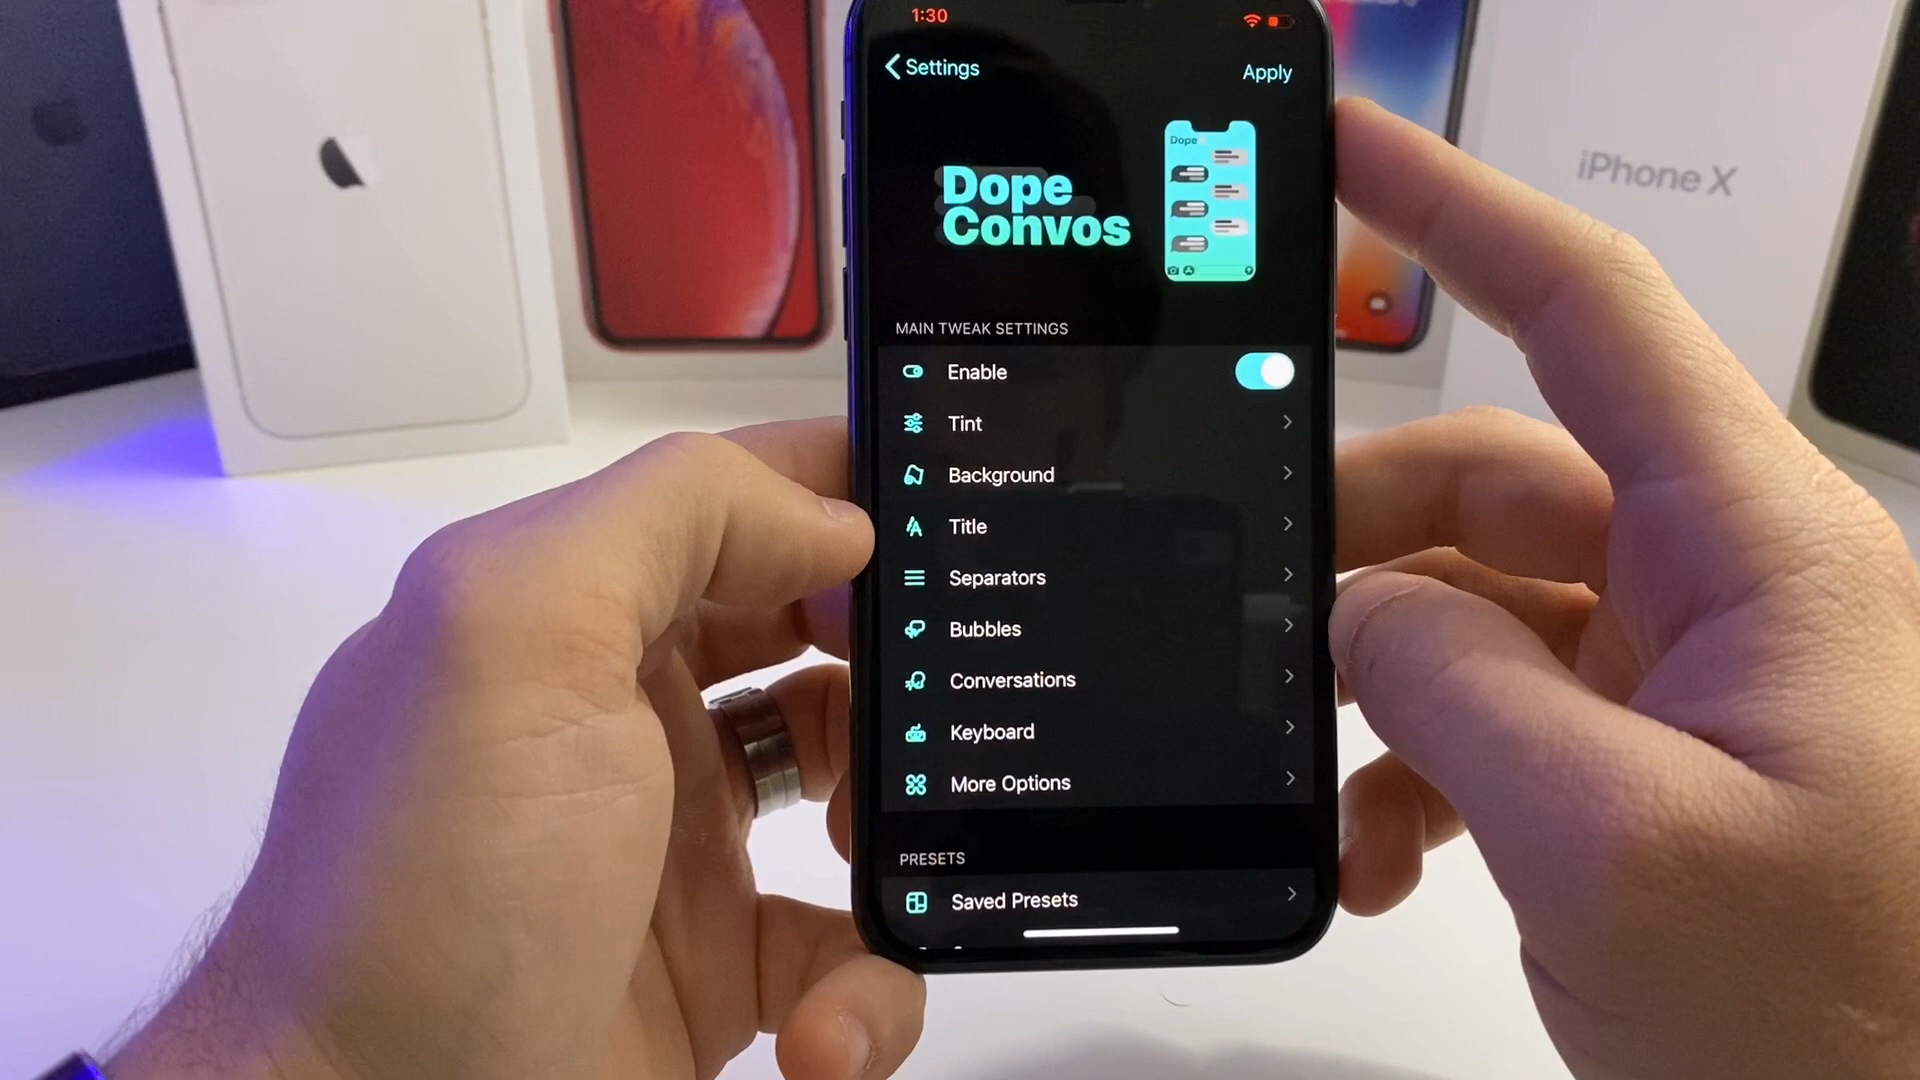 1:30
Settings
Apply
Dope
Dope
Convos
MAIN TWEAK SETTINGS
Enable
Tint
Background
Title
Separators
Bubbles
Conversations
Keyboard
More Options
PRESETS
Saved Presets
iPhone X